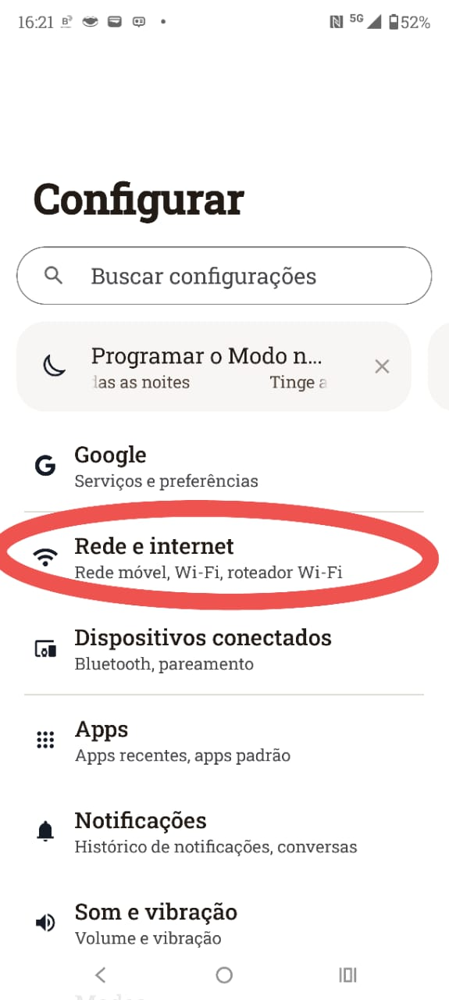 16:21
5G
52%
Configurar
Buscar configurações
Programar o Modo n...
das as noites Tinge a
Google
Serviços e preferências
Rede e internet
Rede móvel, Wi-Fi, roteador Wi-Fi
Dispositivos conectados
Bluetooth, pareamento
Apps
Apps recentes, apps padrão
Notificações
Histórico de notificações, conversas
Som e vibração
Volume e vibração